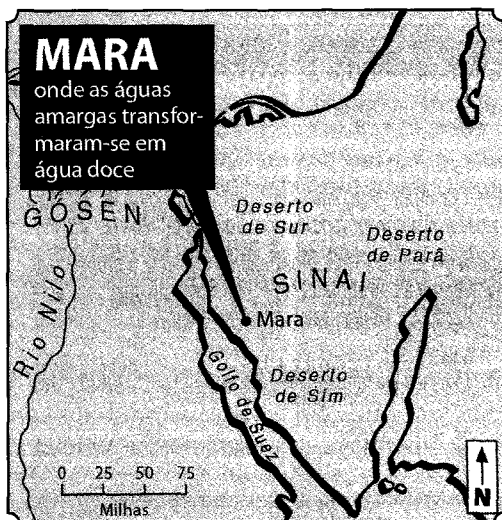 MARA
onde as águas
amargas transfor-
maram-se em
água doce
GÓSEN
Deserto
de Sur
Deserto
de Parã
SINAI
Rio Nilo
Mara
Golfo de Suez
Deserto
de Sim
0 25 50 75
Milhas
N